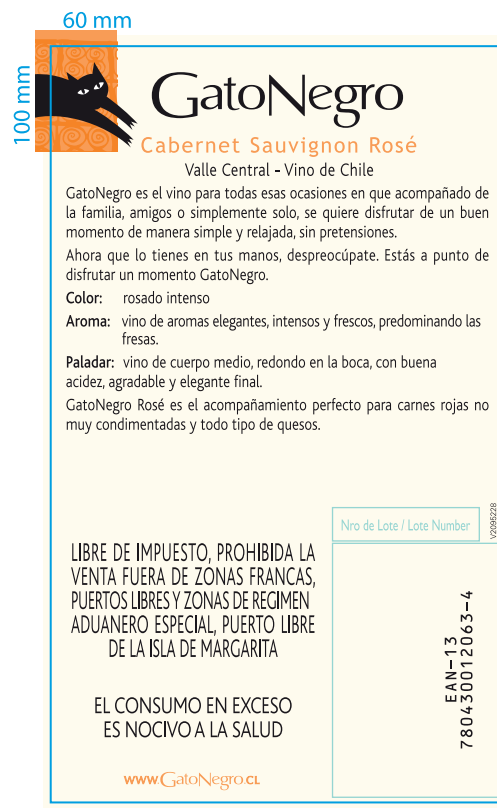 60 mm
100 mm
GatoNegro
Cabernet Sauvignon Rosé
Valle Central - Vino de Chile
GatoNegro es el vino para todas esas ocasiones en que acompañado de
la familia, amigos o simplemente solo, se quiere disfrutar de un buen
momento de manera simple y relajada, sin pretensiones.
Ahora que lo tienes en tus manos, despreocúpate. Estás a punto de
disfrutar un momento GatoNegro.
Color: rosado intenso
Aroma: vino de aromas elegantes, intensos y frescos, predominando las
fresas.
Paladar: vino de cuerpo medio, redondo en la boca, con buena
acidez, agradable y elegante final.
GatoNegro Rosé es el acompañamiento perfecto para carnes rojas no
muy condimentadas y todo tipo de quesos.
Nro de Lote / Lote Number
V2095228
LIBRE DE IMPUESTO, PROHIBIDA LA
VENTA FUERA DE ZONAS FRANCAS,
PUERTOS LIBRES Y ZONAS DE REGIMEN
ADUANERO ESPECIAL, PUERTO LIBRE
DE LA ISLA DE MARGARITA
EL CONSUMO EN EXCESO
ES NOCIVO A LA SALUD
EAN-13
780430012063-4
www.GatoNegro.CL